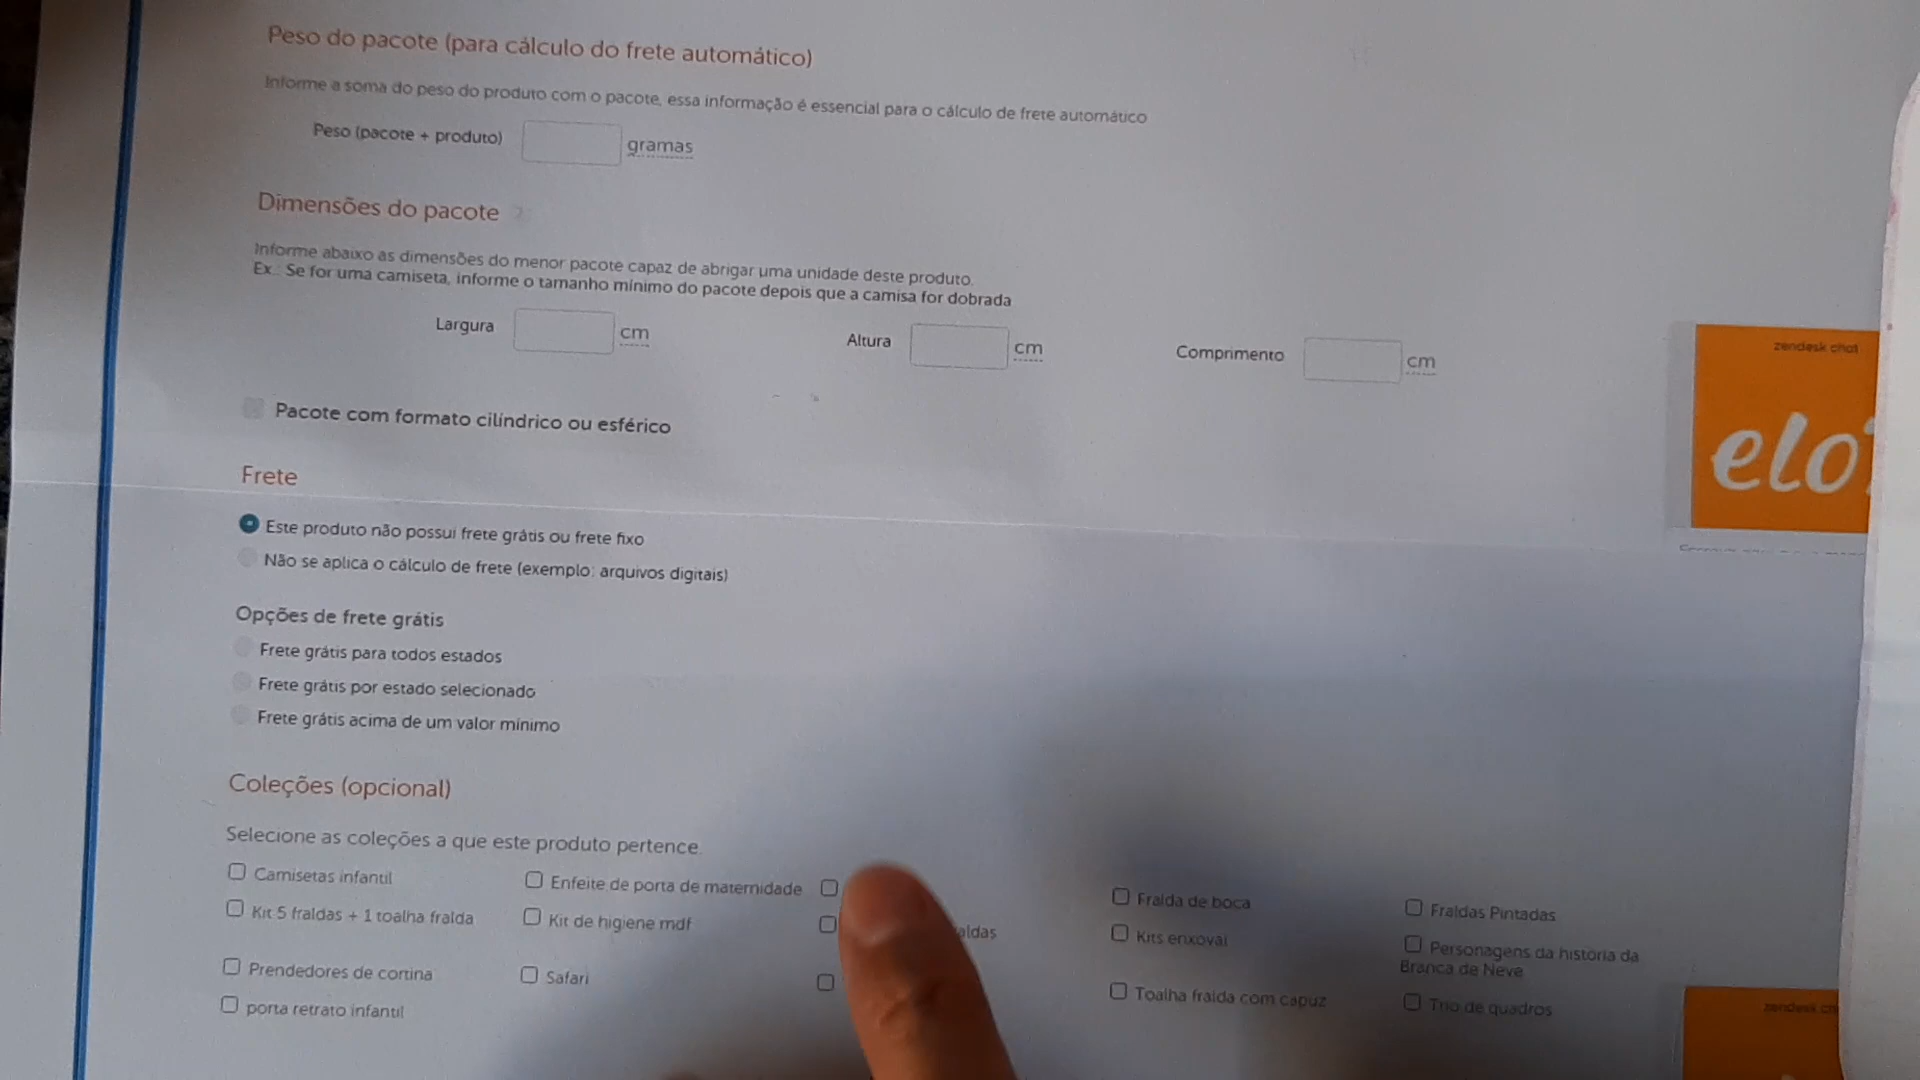 Peso do pacote (para cálculo do frete automático)
Informe a soma do peso do produto com o pacote, essa informação é essencial para o cálculo de frete automático
Peso (pacote + produto) gramas
Dimensões do pacote ?
Informe abaixo as dimensões do menor pacote capaz de abrigar uma unidade deste produto.
Ex.: Se for uma camiseta, informe o tamanho mínimo do pacote depois que a camisa for dobrada
Largura cm Altura cm Comprimento cm
zendesk chat
elo
Pacote com formato cilíndrico ou esférico
Frete
Este produto não possui frete grátis ou frete fixo
Não se aplica o cálculo de frete (exemplo: arquivos digitais)
Opções de frete grátis
Frete grátis para todos estados
Frete grátis por estado selecionado
Frete grátis acima de um valor mínimo
Coleções (opcional)
Selecione as coleções a que este produto pertence.
Camisetas infantil Enfeite de porta de maternidade Fralda de boca Fraldas Pintadas
Kit 5 fraldas + 1 toalha fralda Kit de higiene mdf aldas Kits enxoval Personagens da história da
Branca de Neve
Prendedores de cortina Safari Toalha fralda com capuz Trio de quadros
porta retrato infantil
zendesk ch